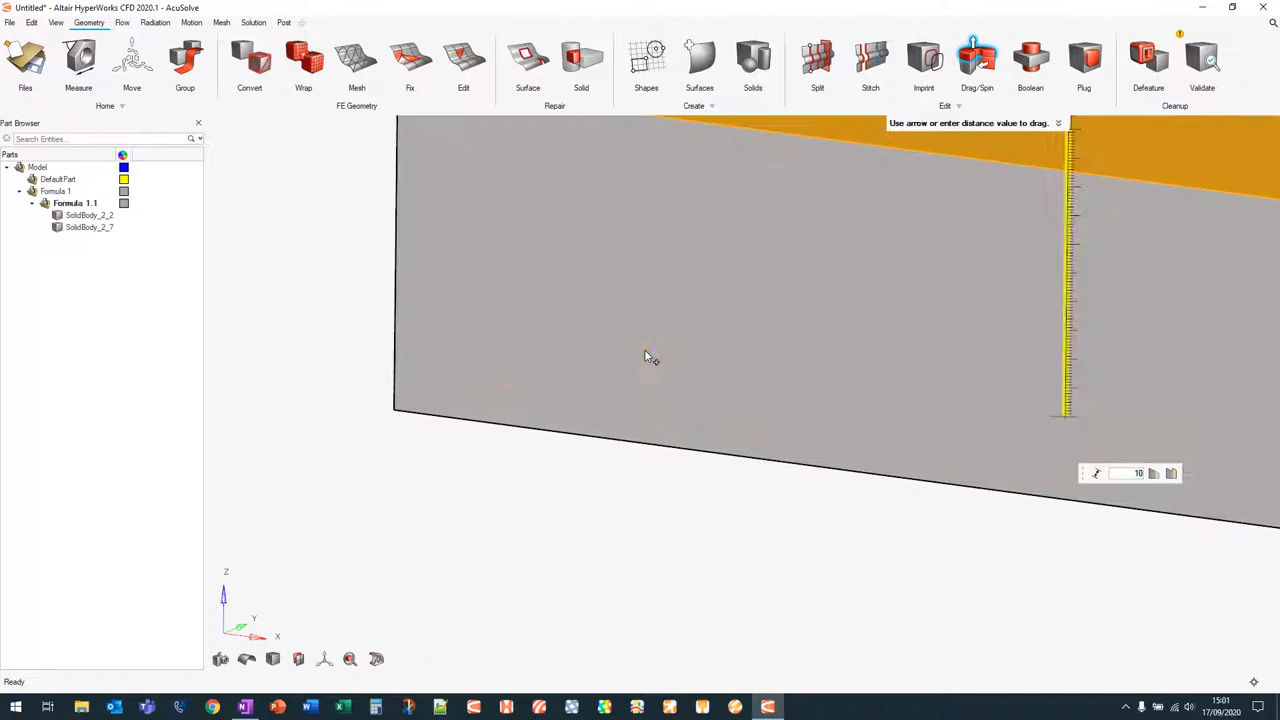 Untitled* - Altair HyperWorks CFD 2020.1 - AcuSolve
File Edit View Geometry Flow Radiation Motion Mesh Solution Post
Files Measure Move Group Convert Wrap Mesh Fix Edit Surface Solid Shapes Surfaces Solids Split Stitch Imprint Drag/Spin Boolean Plug Defeature Validate
Home FE Geometry Repair Create Edit Cleanup
Part Browser
Use arrow or enter distance value to drag.
Search Entities...
Parts
Model
DefaultPart
Formula 1
Formula 1.1
SolidBody_2_2
SolidBody_2_7
10
Z
Y
X
Ready
15:01
17/09/2020